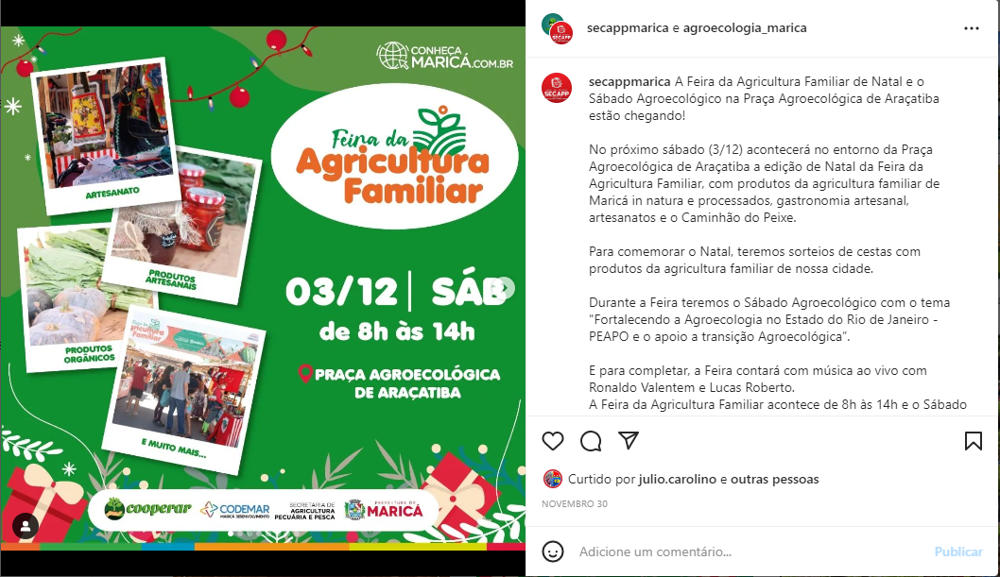 CONHEÇA
MARICÁ.COM.BR
Feira da
Agricultura
Familiar
ARTESANATO
PRODUTOS
ARTESANAIS
PRODUTOS
ORGÂNICOS
E MUITO MAIS...
03/12 | SÁB
de 8h às 14h
PRAÇA AGROECOLÓGICA
DE ARAÇATIBA
cooperar
CODEMAR
MARICÁ DESENVOLVIMENTO
SECRETARIA DE
AGRICULTURA
PECUÁRIA E PESCA
PREFEITURA DE
MARICÁ
secappmarica e agroecologia_marica
SECAPP
secappmarica A Feira da Agricultura Familiar de Natal e o
Sábado Agroecológico na Praça Agroecológica de Araçatiba
estão chegando!
No próximo sábado (3/12) acontecerá no entorno da Praça
Agroecológica de Araçatiba a edição de Natal da Feira da
Agricultura Familiar, com produtos da agricultura familiar de
Maricá in natura e processados, gastronomia artesanal,
artesanatos e o Caminhão do Peixe.
Para comemorar o Natal, teremos sorteios de cestas com
produtos da agricultura familiar de nossa cidade.
Durante a Feira teremos o Sábado Agroecológico com o tema
"Fortalecendo a Agroecologia no Estado do Rio de Janeiro -
PEAPO e o apoio a transição Agroecológica”.
E para completar, a Feira contará com música ao vivo com
Ronaldo Valentem e Lucas Roberto.
A Feira da Agricultura Familiar acontece de 8h às 14h e o Sábado
Curtido por julio.carolino e outras pessoas
NOVEMBRO 30
Adicione um comentário...
Publicar